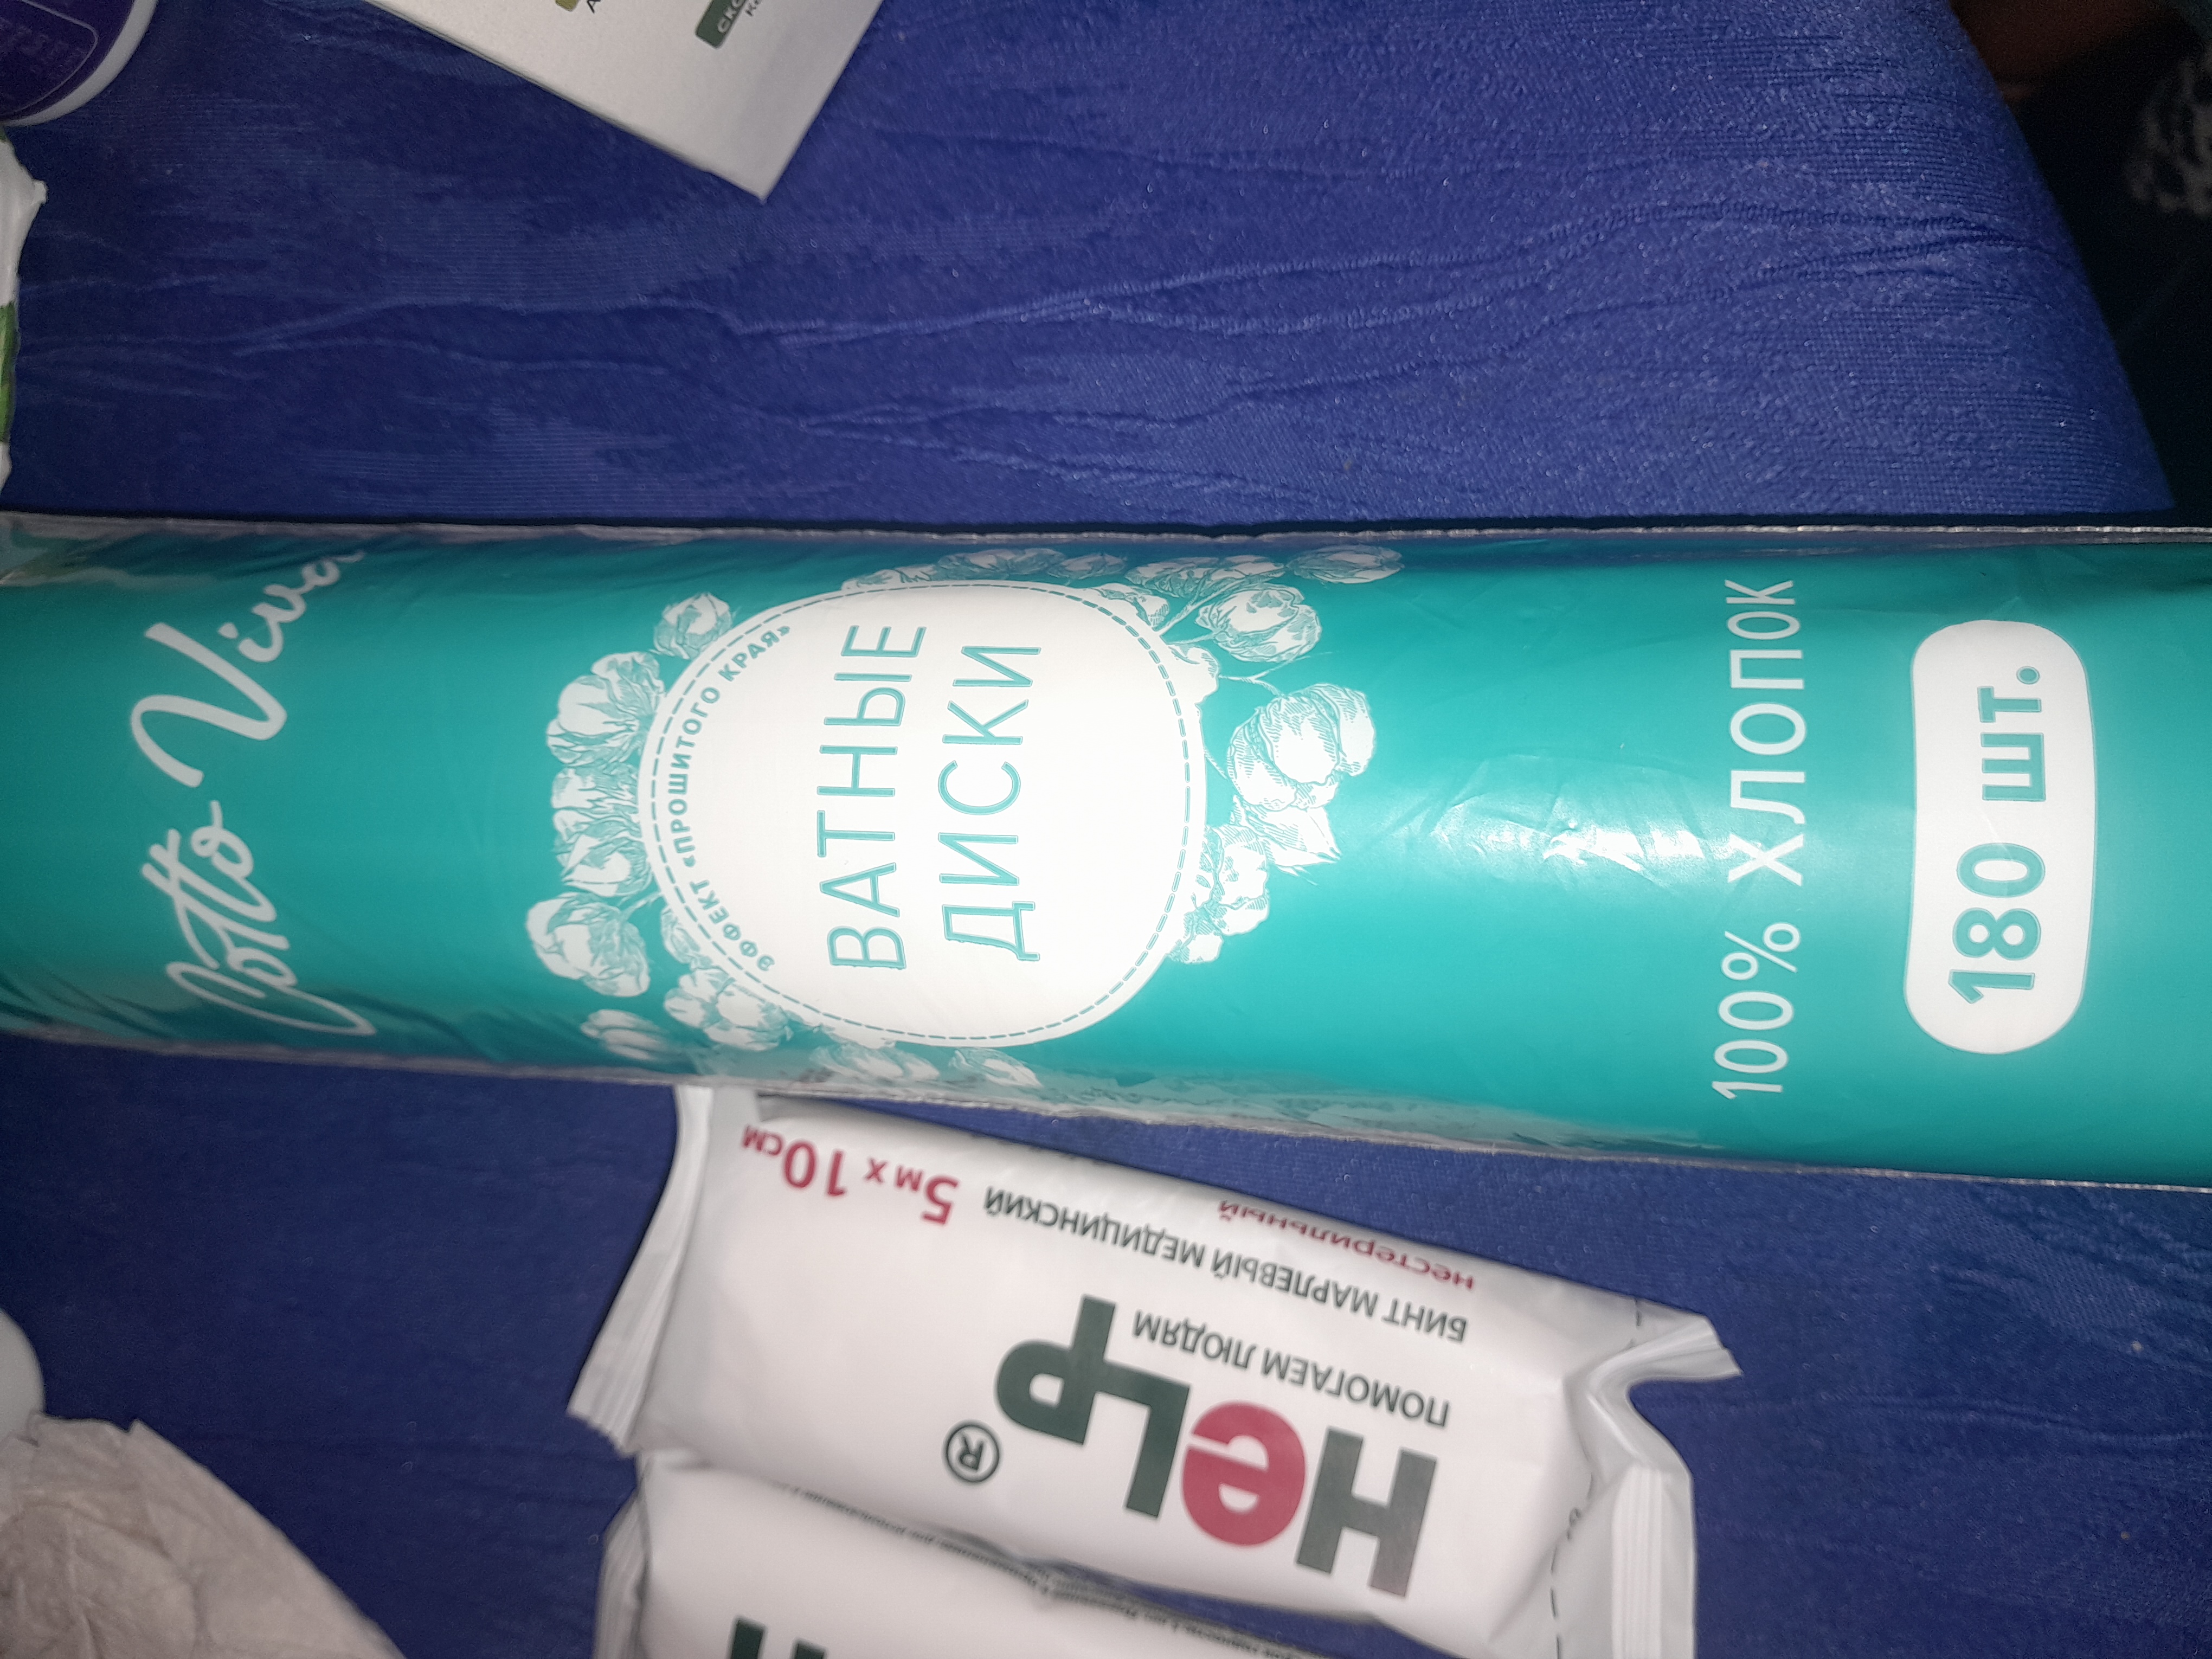 Cotto Viva
ЭФФЕКТ «ПРОШИТОГО КРАЯ»
ВАТНЫЕ
ДИСКИ
100% ХЛОПОК
180 шт.
HeLP®
ПОМОГАЕМ ЛЮДЯМ
БИНТ МАРЛЕВЫЙ МЕДИЦИНСКИЙ 5м х 10см
нестерильный